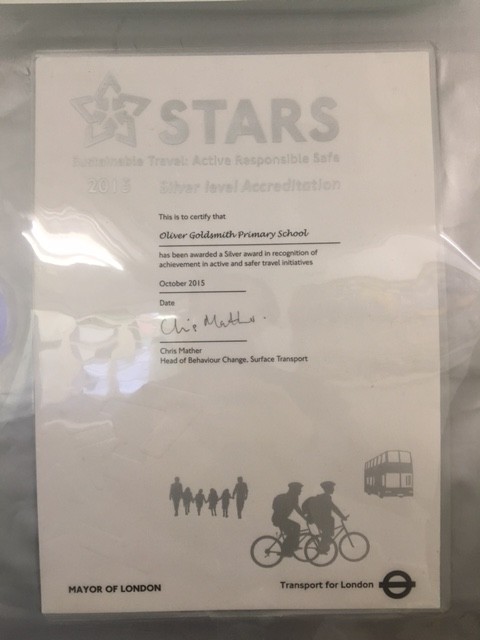 STARS
Sustainable Travel: Active Responsible Safe
2015 Silver level Accreditation
This is to certify that
Oliver Goldsmith Primary School
has been awarded a Silver award in recognition of
achievement in active and safer travel initiatives
October 2015
Date
Chris Mather
Chris Mather
Head of Behaviour Change, Surface Transport
MAYOR OF LONDON
Transport for London